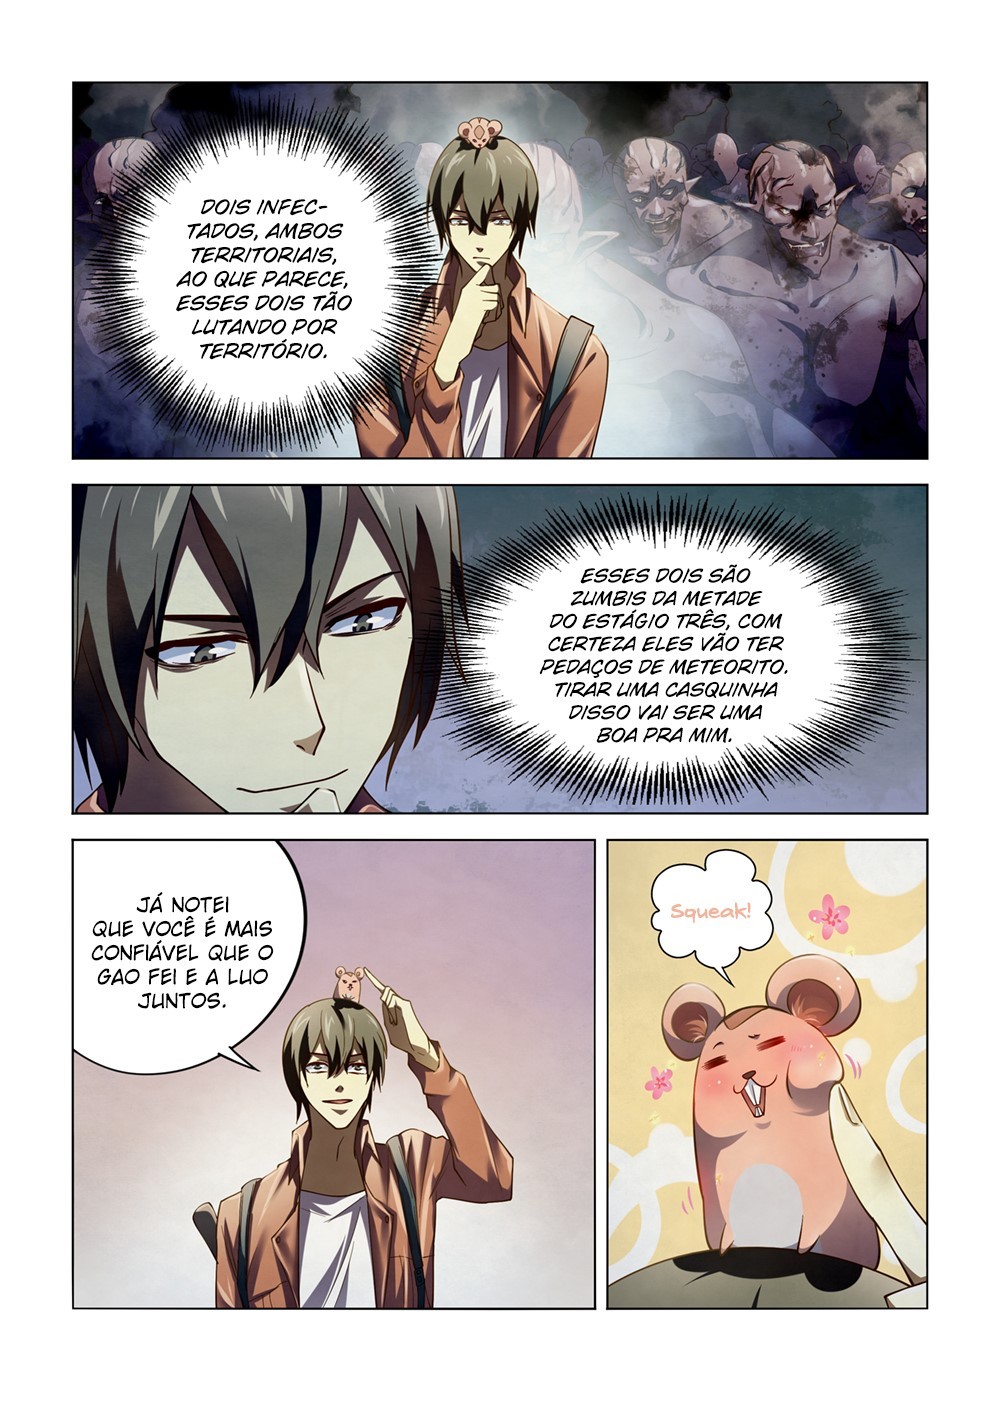 DOIS INFEC-
TADOS, AMBOS
TERRITORIAIS,
AO QUE PARECE,
ESSES DOIS TÃO
LUTANDO POR
TERRITÓRIO.
ESSES DOIS SÃO
ZUMBIS DA METADE
DO ESTÁGIO TRÊS, COM
CERTEZA ELES VÃO TER
PEDAÇOS DE METEORITO.
TIRAR UMA CASQUINHA
DISSO VAI SER UMA
BOA PRA MIM.
JÁ NOTEI
QUE VOCÊ É MAIS
CONFIÁVEL QUE O
GAO FEI E A LUO
JUNTOS.
Squeak!